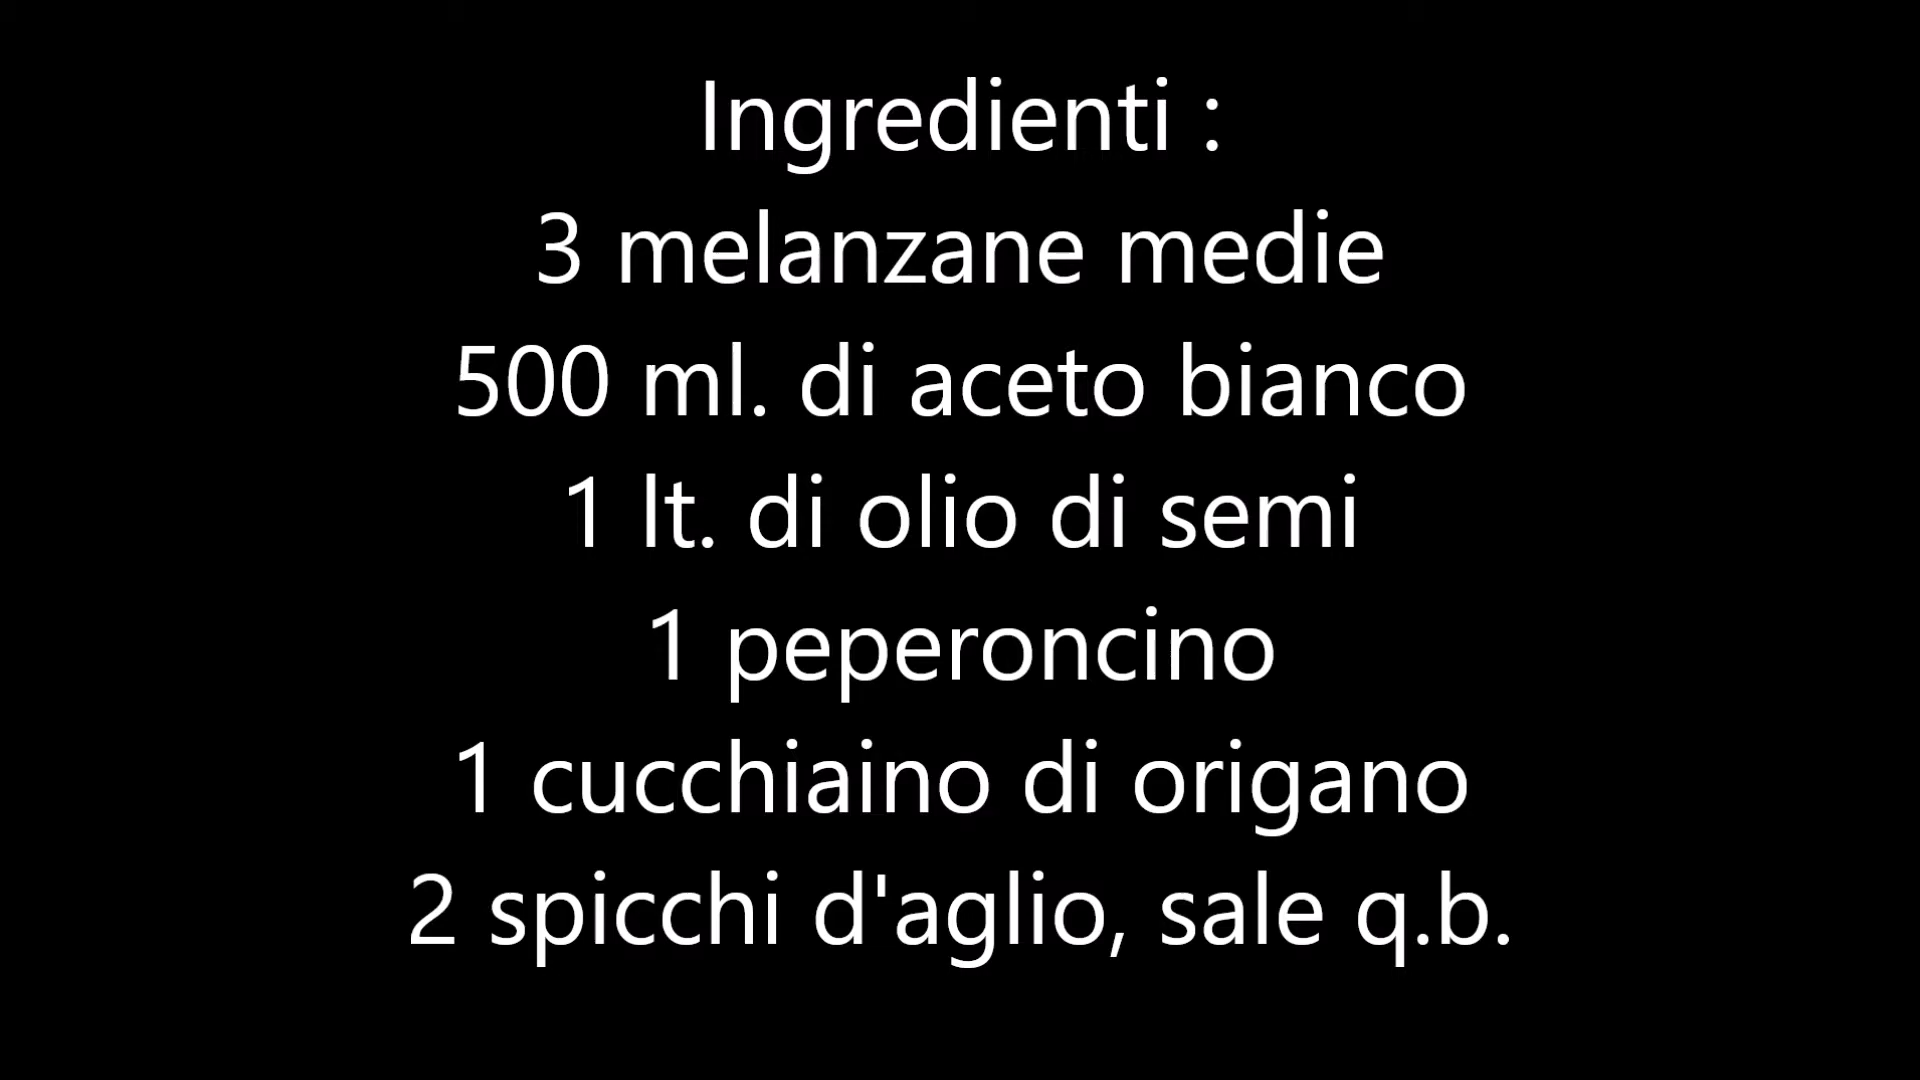 Ingredienti :
3 melanzane medie
500 ml. di aceto bianco
1 lt. di olio di semi
1 peperoncino
1 cucchiaino di origano
2 spicchi d'aglio, sale q.b.